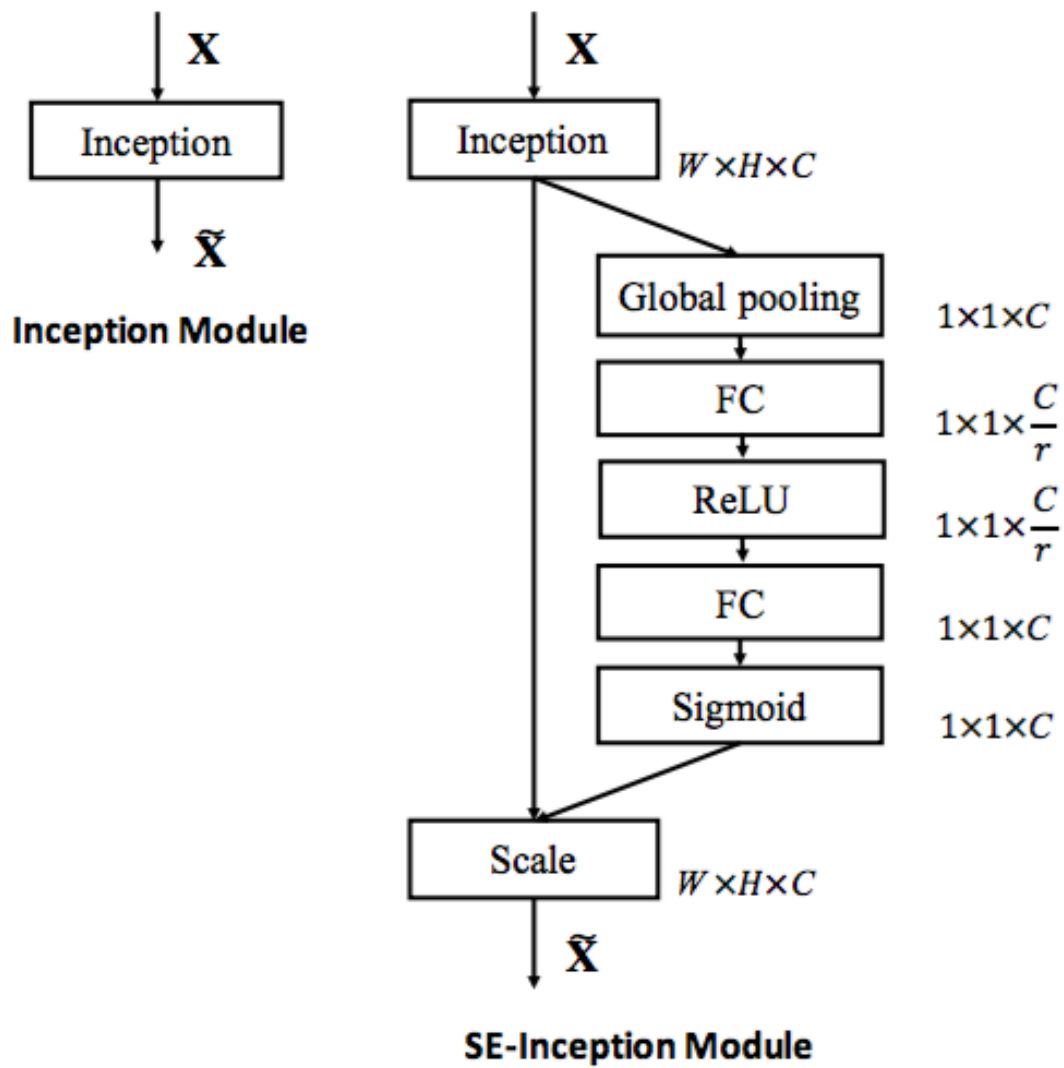 X
Inception
X̃
Inception Module
X
Inception
W×H×C
Global pooling
1×1×C
FC
1×1×C/r
ReLU
1×1×C/r
FC
1×1×C
Sigmoid
1×1×C
Scale
W×H×C
X̃
SE-Inception Module